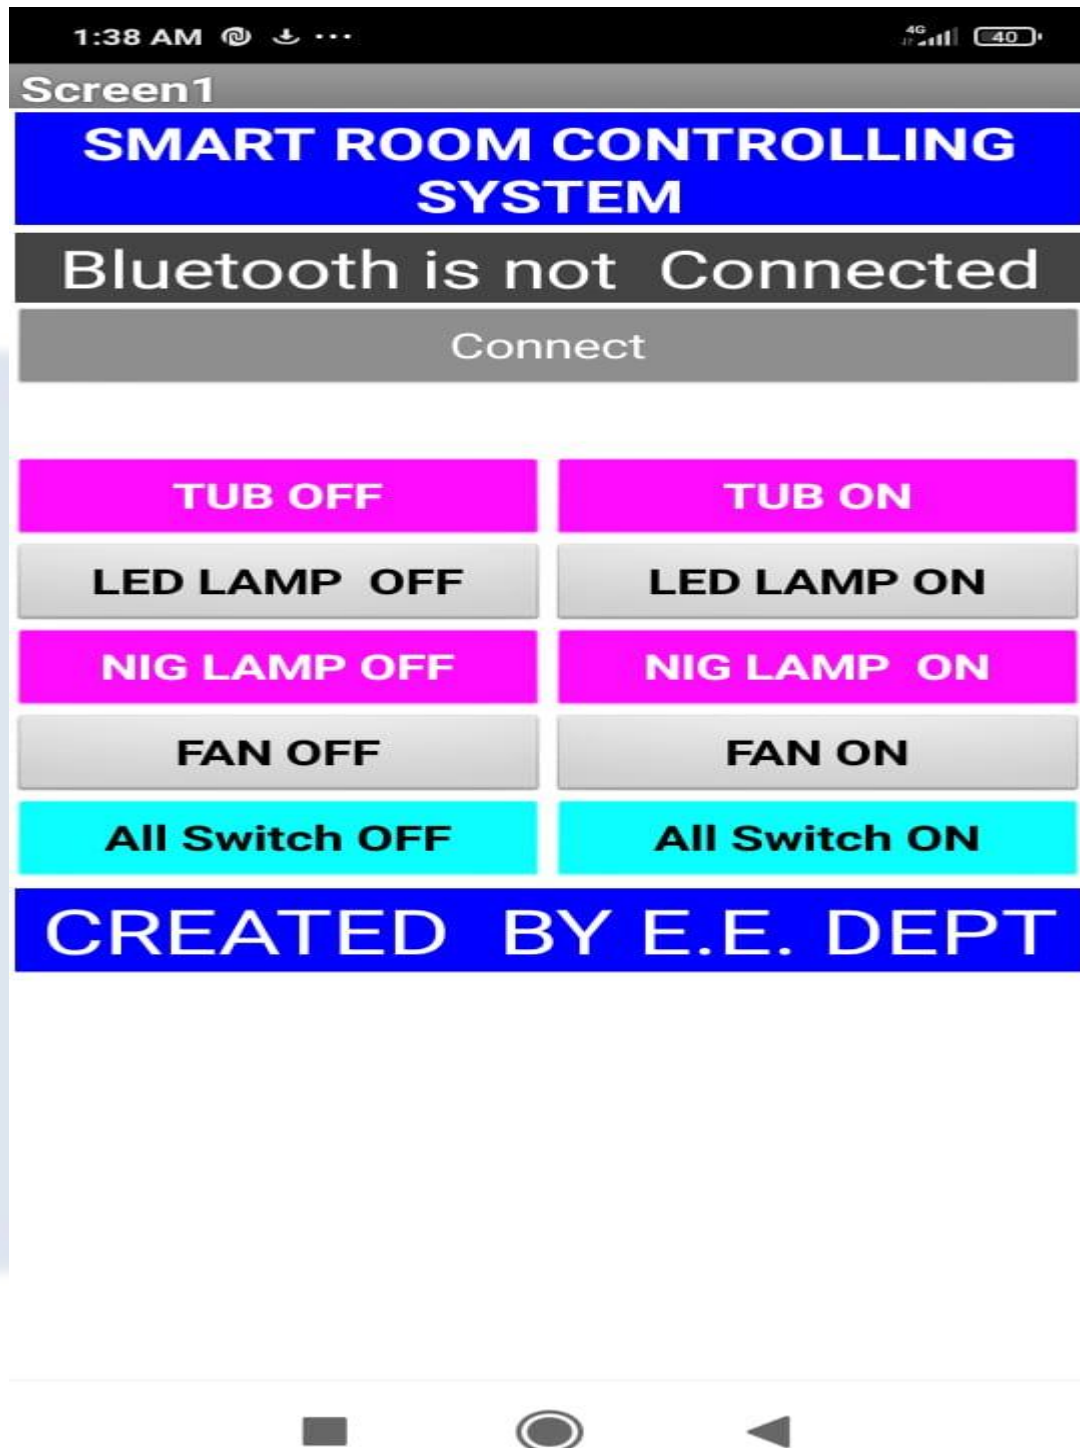 1:38 AM
4G 40
Screen1
SMART ROOM CONTROLLING
SYSTEM
Bluetooth is not  Connected
Connect
TUB OFF TUB ON
LED LAMP  OFF LED LAMP ON
NIG LAMP OFF NIG LAMP  ON
FAN OFF FAN ON
All Switch OFF All Switch ON
CREATED  BY E.E. DEPT